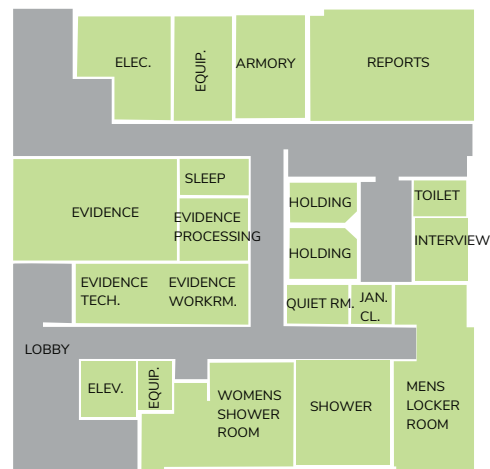 ELEC.
EQUIP.
ARMORY
REPORTS
SLEEP
EVIDENCE
EVIDENCE
PROCESSING
HOLDING
TOILET
INTERVIEW
HOLDING
EVIDENCE
TECH.
EVIDENCE
WORKRM.
QUIET RM.
JAN.
CL.
LOBBY
ELEV.
EQUIP.
WOMENS
SHOWER
ROOM
SHOWER
MENS
LOCKER
ROOM